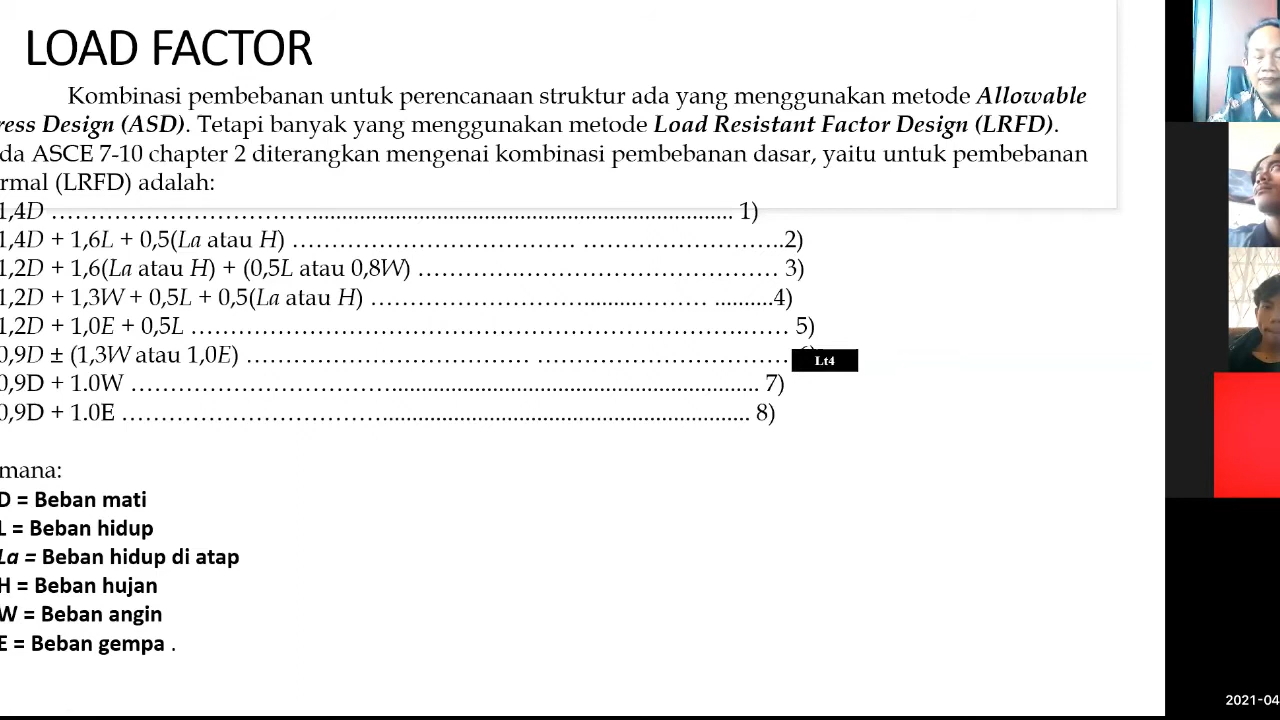 LOAD FACTOR
Kombinasi pembebanan untuk perencanaan struktur ada yang menggunakan metode Allowable
ress Design (ASD). Tetapi banyak yang menggunakan metode Load Resistant Factor Design (LRFD).
da ASCE 7-10 chapter 2 diterangkan mengenai kombinasi pembebanan dasar, yaitu untuk pembebanan
rmal (LRFD) adalah:
1,4D ........................................................................ 1)
1,4D + 1,6L + 0,5(La atau H) ........................................................................2)
1,2D + 1,6(La atau H) + (0,5L atau 0,8W) ........................................................................ 3)
1,2D + 1,3W + 0,5L + 0,5(La atau H) ........................................................................4)
1,2D + 1,0E + 0,5L ........................................................................ 5)
0,9D ± (1,3W atau 1,0E) ........................................................................
Lt4
0,9D + 1.0W ........................................................................ 7)
0,9D + 1.0E ........................................................................ 8)
mana:
D = Beban mati
L = Beban hidup
La = Beban hidup di atap
H = Beban hujan
W = Beban angin
E = Beban gempa .
2021-04